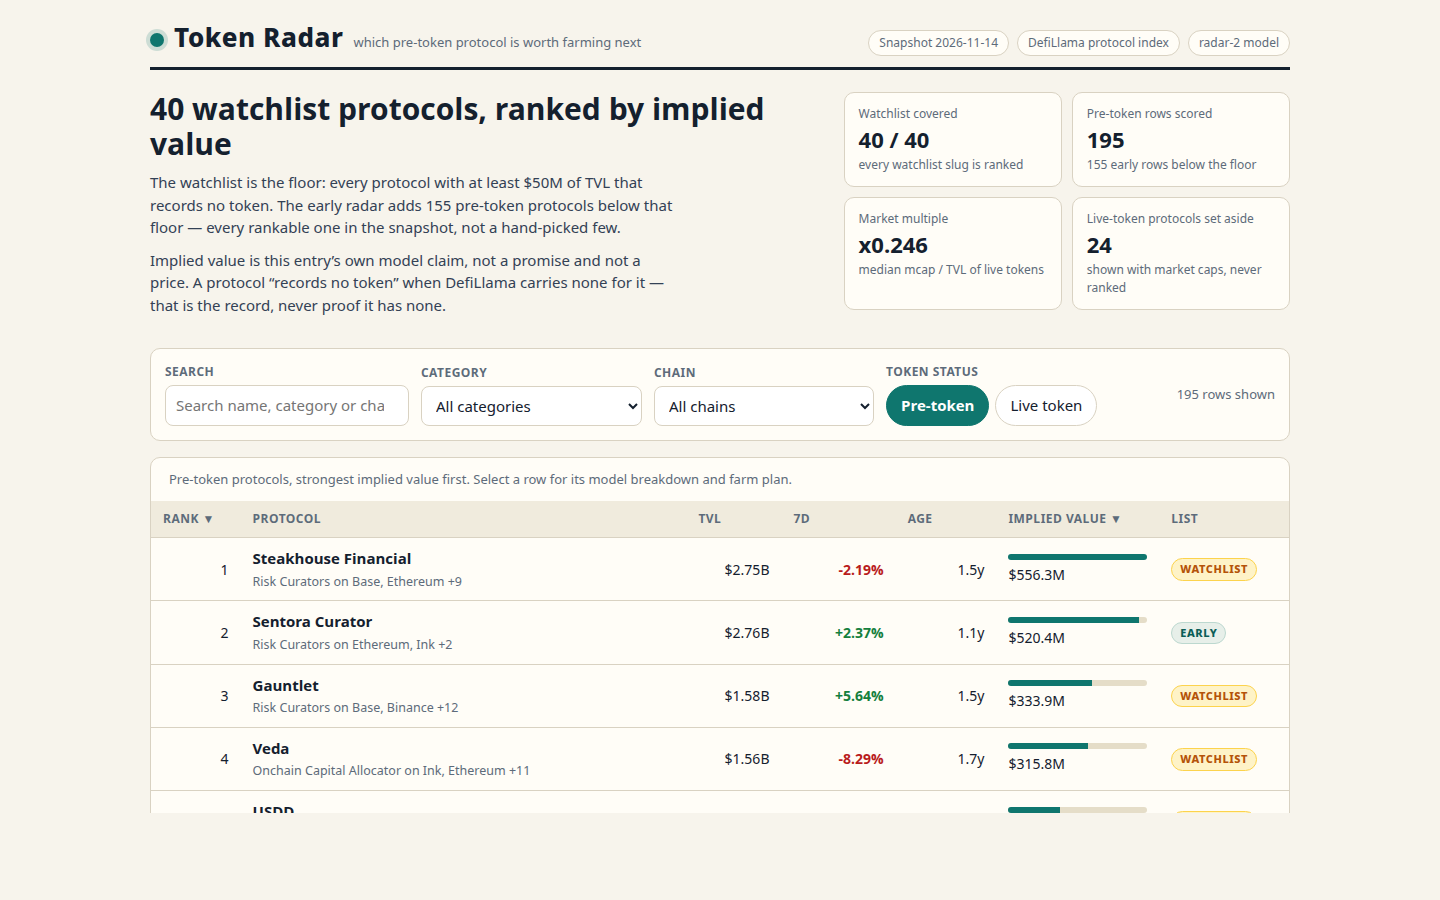 Token Radar which pre-token protocol is worth farming next
Snapshot 2026-11-14 DefiLlama protocol index radar-2 model
40 watchlist protocols, ranked by implied
value
The watchlist is the floor: every protocol with at least $50M of TVL that
records no token. The early radar adds 155 pre-token protocols below that
floor — every rankable one in the snapshot, not a hand-picked few.
Implied value is this entry’s own model claim, not a promise and not a
price. A protocol “records no token” when DefiLlama carries none for it —
that is the record, never proof it has none.
Watchlist covered
40 / 40
every watchlist slug is ranked
Pre-token rows scored
195
155 early rows below the floor
Market multiple
x0.246
median mcap / TVL of live tokens
Live-token protocols set aside
24
shown with market caps, never
ranked
SEARCH
Search name, category or cha
CATEGORY
All categories
CHAIN
All chains
TOKEN STATUS
Pre-token Live token
195 rows shown
Pre-token protocols, strongest implied value first. Select a row for its model breakdown and farm plan.
RANK ▼ PROTOCOL TVL 7D AGE IMPLIED VALUE ▼ LIST
1 Steakhouse Financial $2.75B -2.19% 1.5y $556.3M WATCHLIST
Risk Curators on Base, Ethereum +9
2 Sentora Curator $2.76B +2.37% 1.1y $520.4M EARLY
Risk Curators on Ethereum, Ink +2
3 Gauntlet $1.58B +5.64% 1.5y $333.9M WATCHLIST
Risk Curators on Base, Binance +12
4 Veda $1.56B -8.29% 1.7y $315.8M WATCHLIST
Onchain Capital Allocator on Ink, Ethereum +11
USDD